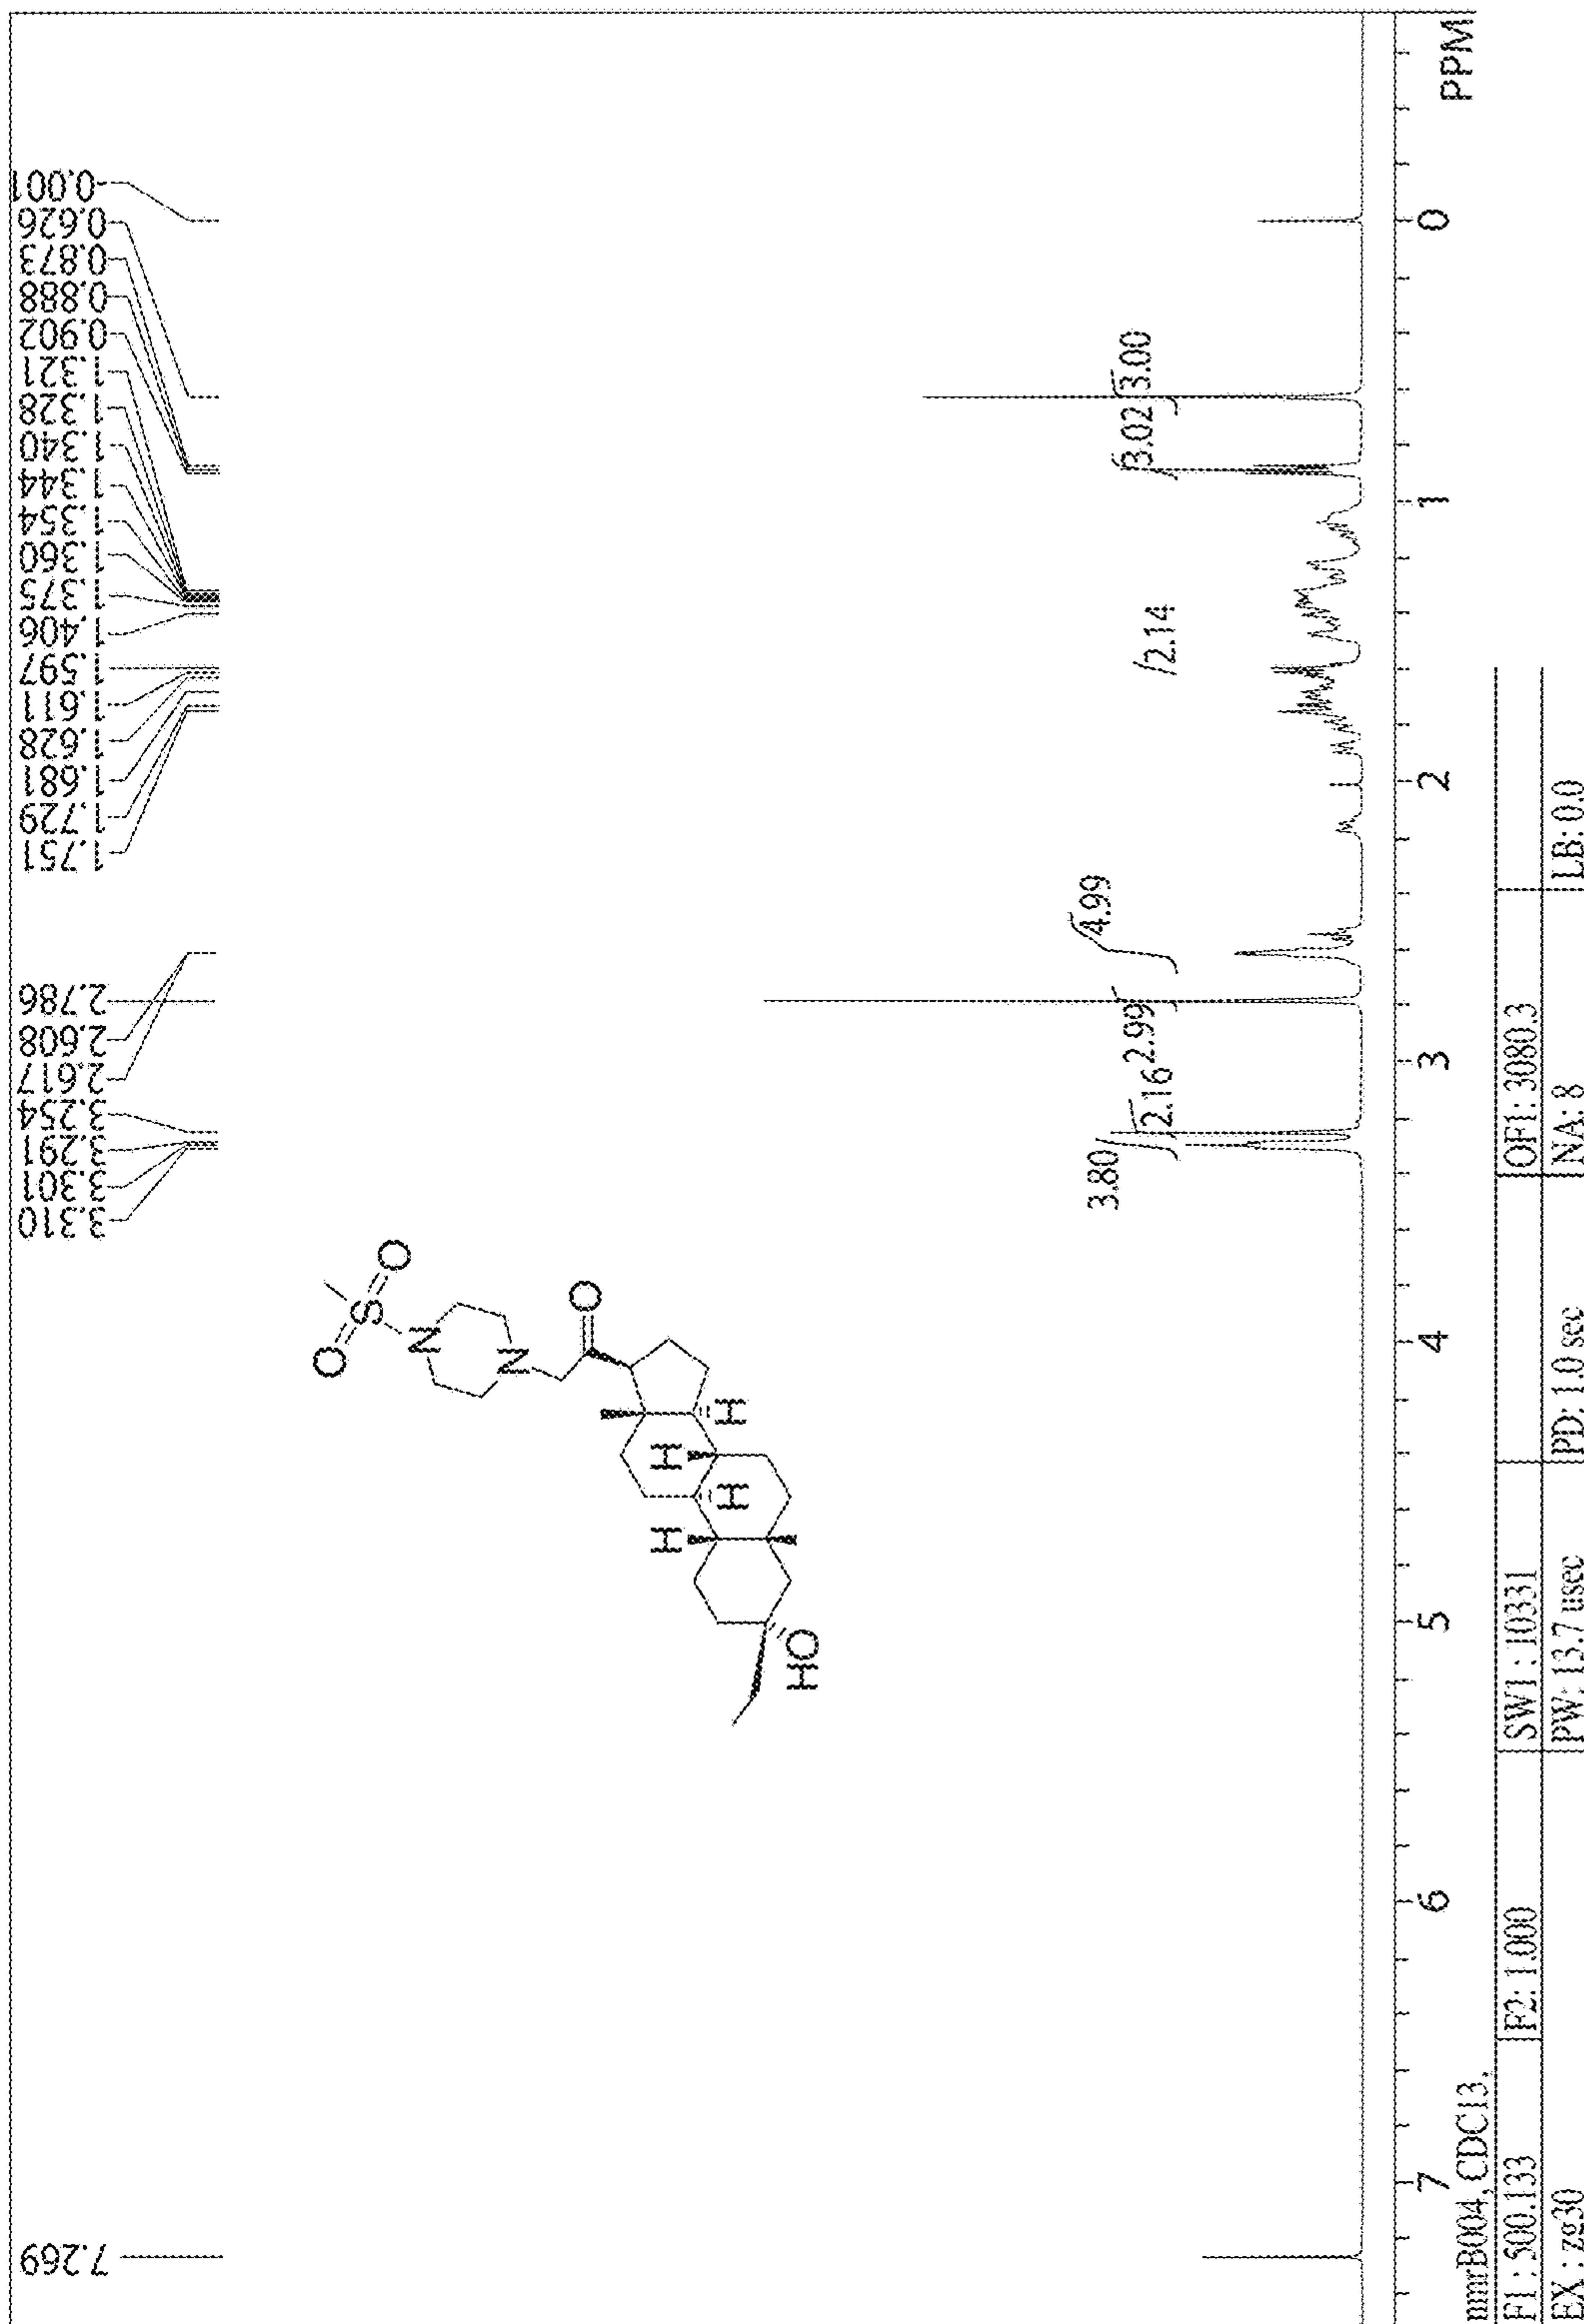 7.269
3.310
3.301
3.291
3.254
2.617
2.608
2.786
1.751
1.729
1.681
1.628
1.611
1.597
1.406
1.375
1.360
1.354
1.344
1.340
1.328
1.321
0.902
0.888
0.873
0.626
0.001
O
S
O
N
N
O
H
H
H
H
HO
3.80
2.16
2.99
4.99
2.14
3.02
3.00
7 6 5 4 3 2 1 0
PPM
nmrB004, CDCl3,
F1: 500.133 F2: 1.000 SW1: 10331 OF1: 3080.3
EX: zg30 PW: 13.7 usec PD: 1.0 sec NA: 8 LB: 0.0